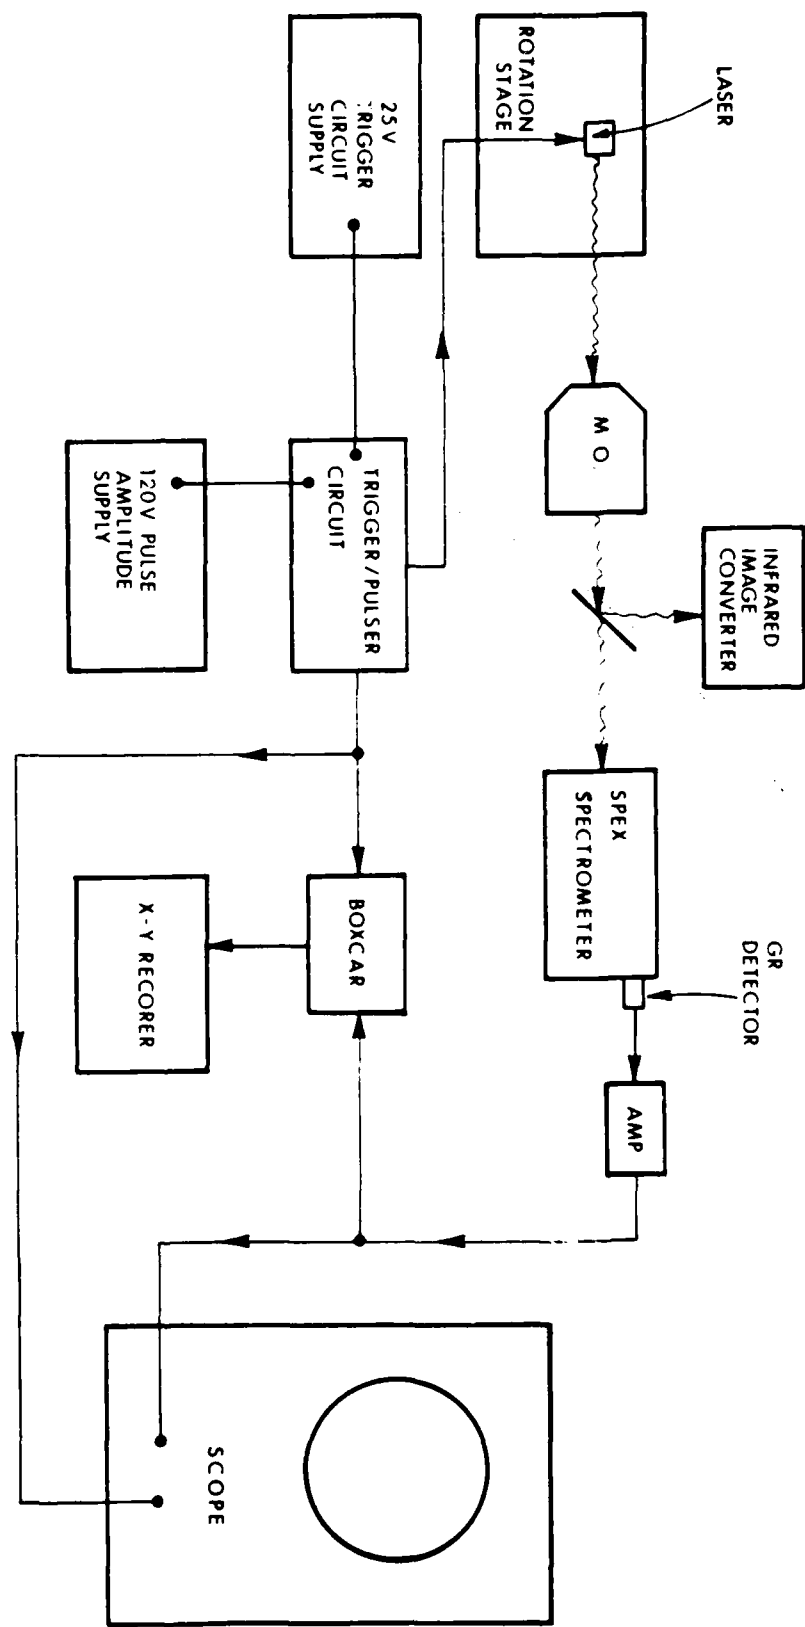 LASER
ROTATION
STAGE
25V
TRIGGER
CIRCUIT
SUPPLY
M O
INFRARED
IMAGE
CONVERTER
TRIGGER/PULSER
CIRCUIT
120V PULSE
AMPLITUDE
SUPPLY
SPEX
SPECTROMETER
GR
DETECTOR
AMP
BOXCAR
X-Y RECORER
SCOPE